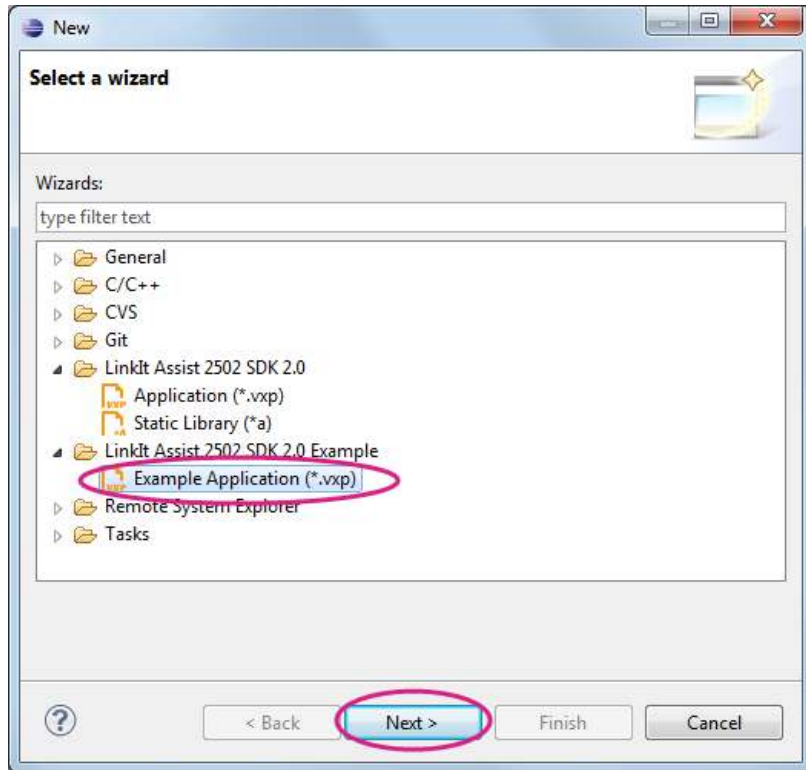 New
Select a wizard
Wizards:
type filter text
General
C/C++
CVS
Git
LinkIt Assist 2502 SDK 2.0
Application (*.vxp)
Static Library (*a)
LinkIt Assist 2502 SDK 2.0 Example
Example Application (*.vxp)
Remote System Explorer
Tasks
< Back Next > Finish Cancel